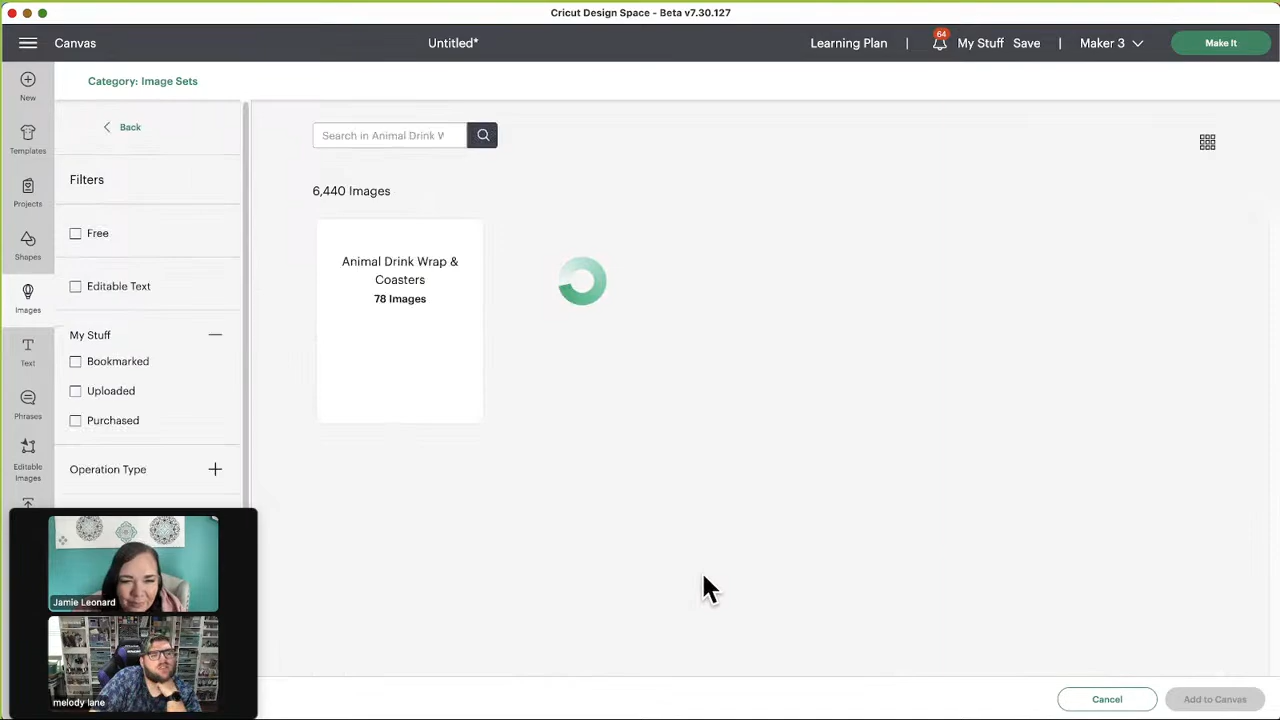 Cricut Design Space - Beta v7.30.127
Canvas
Untitled*
Learning Plan
|
64
My Stuff
Save
|
Maker 3
Make It
New
Templates
Projects
Shapes
Images
Text
Phrases
Editable
Images
Category: Image Sets
Back
Filters
Free
Editable Text
My Stuff
Bookmarked
Uploaded
Purchased
Operation Type
Search in Animal Drink W
6,440 Images
Animal Drink Wrap &
Coasters
78 Images
Jamie Leonard
melody lane
Cancel
Add to Canvas